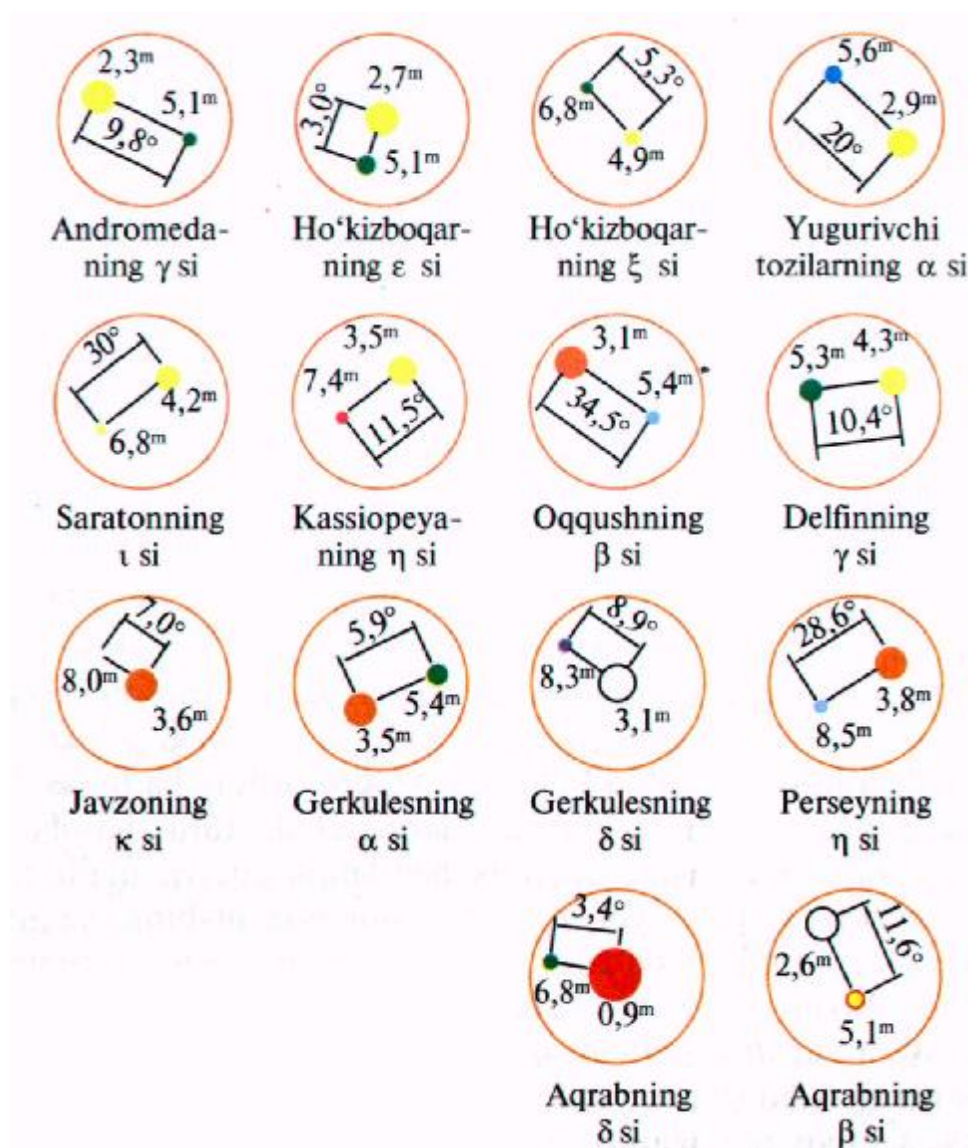 2,3ᵐ
5,1ᵐ
9,8°
Andromeda-
ning γ si
2,7ᵐ
3,0°
5,1ᵐ
Ho‘kizboqar-
ning ε si
5,3°
6,8ᵐ
4,9ᵐ
Ho‘kizboqar-
ning ξ si
5,6ᵐ
2,9ᵐ
20°
Yugurivchi
tozilarning α si
30°
4,2ᵐ
6,8ᵐ
Saratonning
ι si
3,5ᵐ
7,4ᵐ
11,5°
Kassiopeya-
ning η si
3,1ᵐ
5,4ᵐ
34,5°
Oqqushning
β si
4,3ᵐ
5,3ᵐ
10,4°
Delfinning
γ si
7,0°
8,0ᵐ
3,6ᵐ
Javzoning
κ si
5,9°
5,4ᵐ
3,5ᵐ
Gerkulesning
α si
8,9°
8,3ᵐ
3,1ᵐ
Gerkulesning
δ si
28,6°
3,8ᵐ
8,5ᵐ
Perseyning
η si
3,4°
6,8ᵐ
0,9ᵐ
Aqrabning
δ si
11,6°
2,6ᵐ
5,1ᵐ
Aqrabning
β si